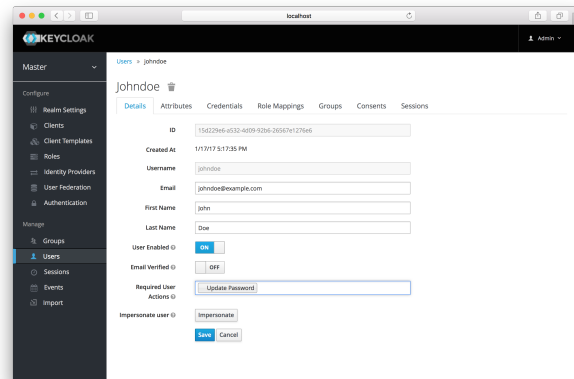 localhost
KEYCLOAK
Admin
Master
Configure
Realm Settings
Clients
Client Templates
Roles
Identity Providers
User Federation
Authentication
Manage
Groups
Users
Sessions
Events
Import
Users » johndoe
Johndoe
Details Attributes Credentials Role Mappings Groups Consents Sessions
ID 15d229e6-a532-4d09-92b6-26567e1276e6
Created At 1/17/17 5:17:35 PM
Username johndoe
Email johndoe@example.com
First Name John
Last Name Doe
User Enabled ON
Email Verified OFF
Required User Actions Update Password
Impersonate user Impersonate
Save Cancel